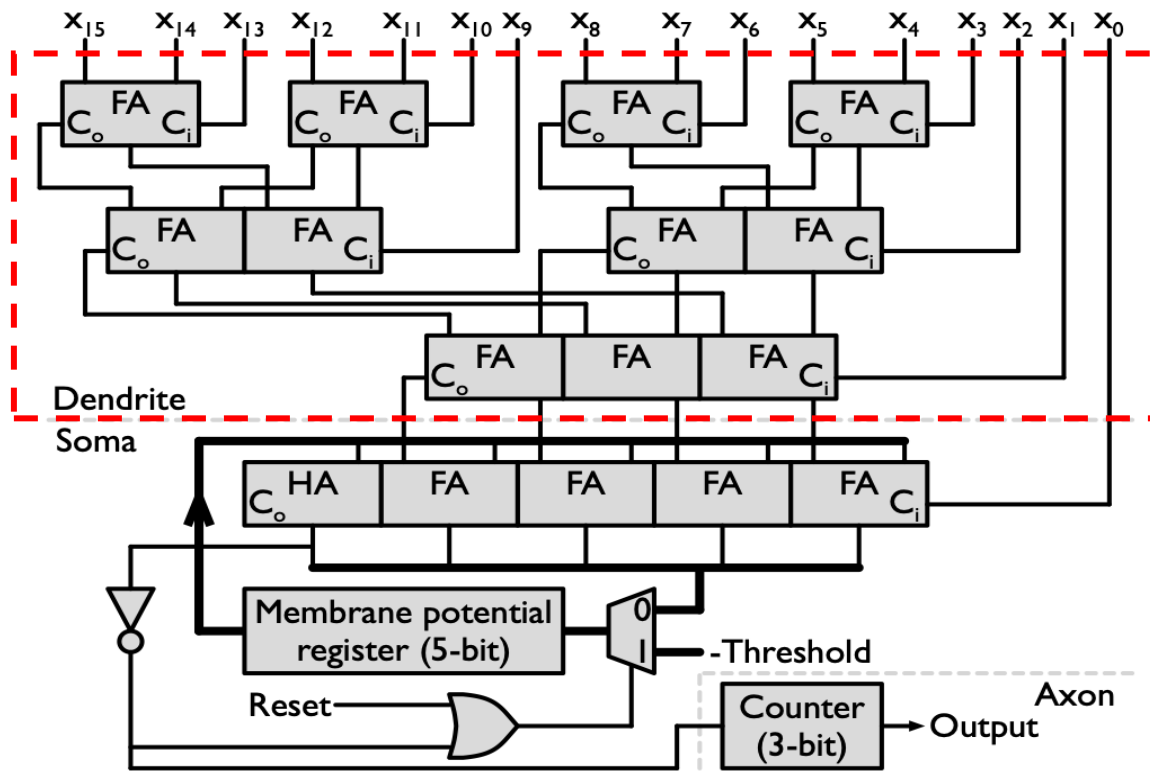 x₁₅ x₁₄ x₁₃ x₁₂ x₁₁ x₁₀ x₉ x₈ x₇ x₆ x₅ x₄ x₃ x₂ x₁ x₀
FA FA FA FA
Cₒ Cᵢ Cₒ Cᵢ Cₒ Cᵢ Cₒ Cᵢ
FA FA FA FA
Cₒ Cᵢ Cₒ Cᵢ
FA FA FA
Cₒ Cᵢ
Dendrite
Soma
HA FA FA FA FA
Cₒ Cᵢ
Membrane potential
register (5-bit)
0
1
-Threshold
Reset
Axon
Counter
(3-bit)
Output